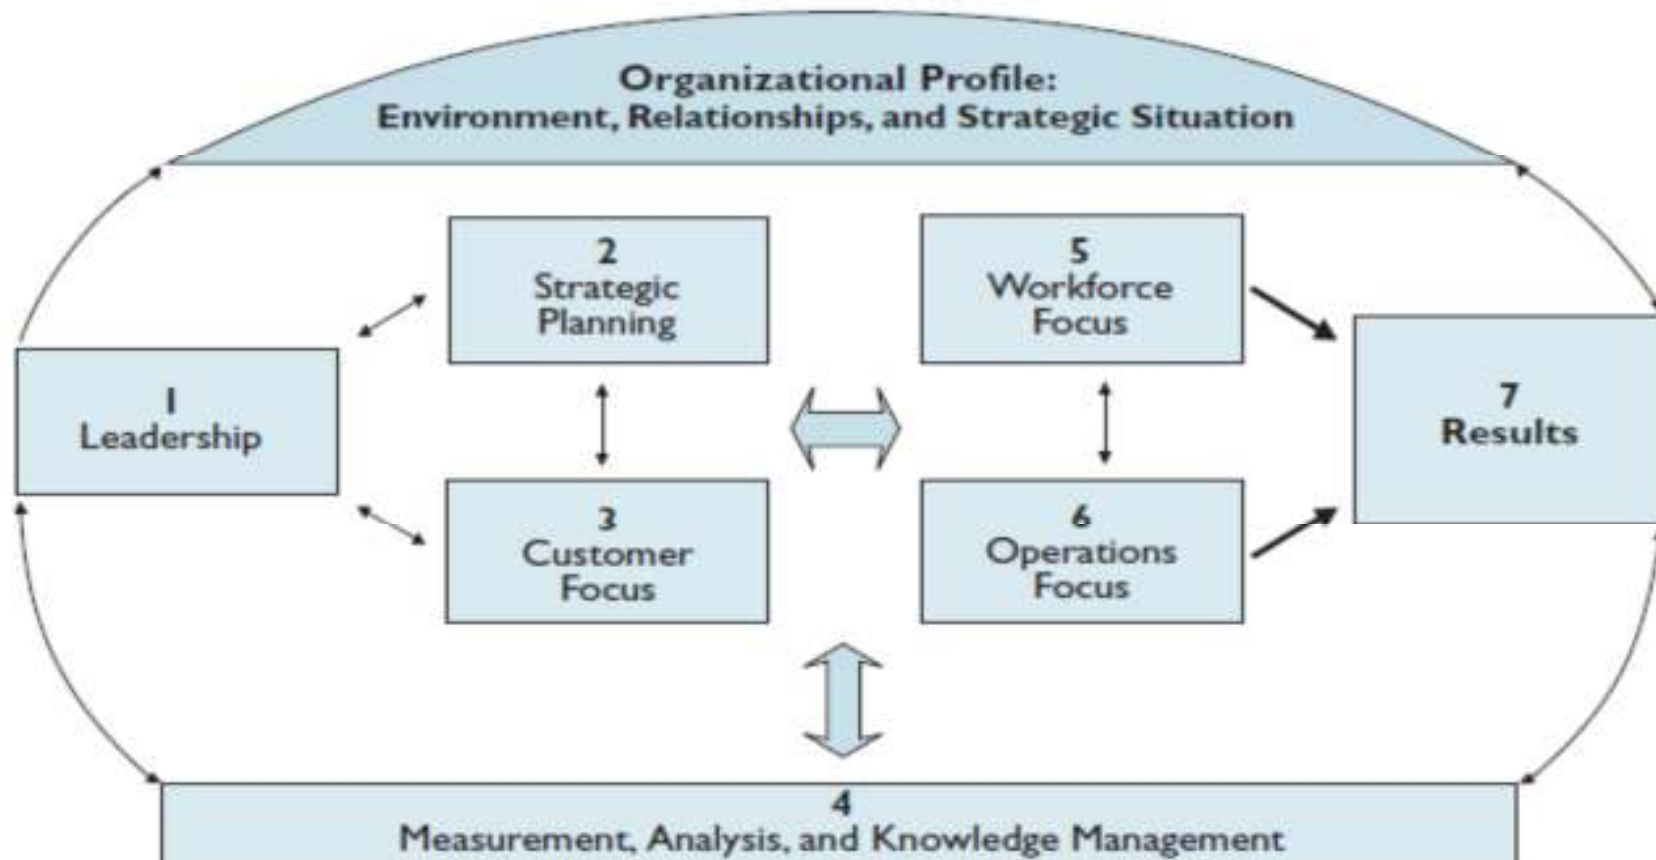 Organizational Profile:
Environment, Relationships, and Strategic Situation
2
Strategic
Planning
5
Workforce
Focus
1
Leadership
7
Results
3
Customer
Focus
6
Operations
Focus
4
Measurement, Analysis, and Knowledge Management